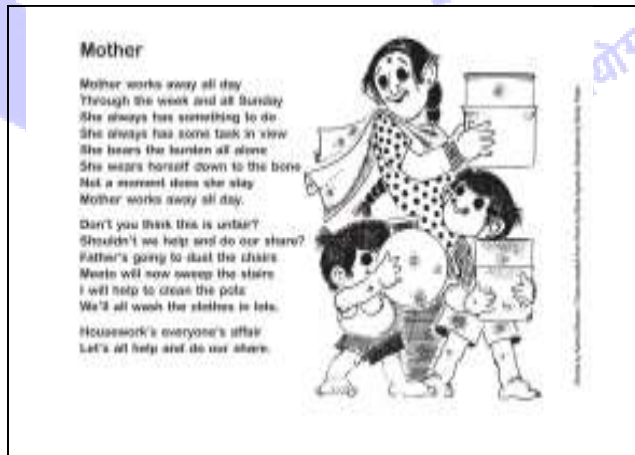 Mother
Mother works away all day
Through the week and all Sunday
She always has something to do
She always has some task in view
She bears the burden all alone
She wears herself down to the bone
Not a moment does she stay
Mother works away all day.
Don't you think this is unfair?
Shouldn't we help and do our share?
Father's going to dust the chairs
Meeta will now sweep the stairs
I will help to clean the pots
We'll all wash the clothes in lots.
Housework's everyone's affair
Let's all help and do our share.